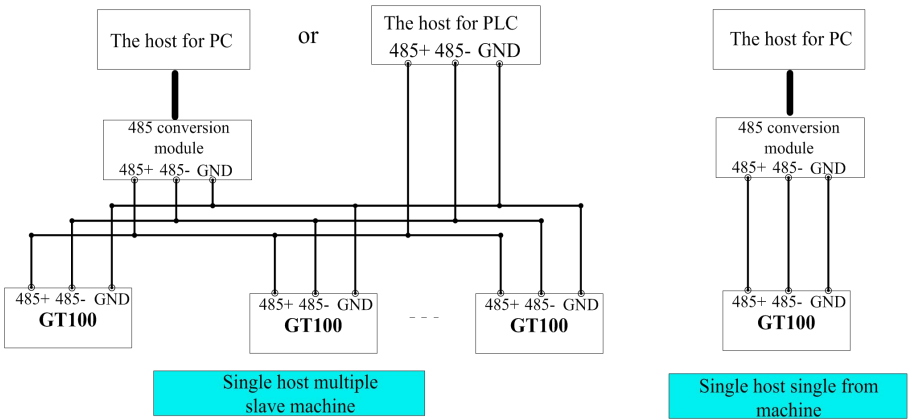 The host for PC
or
The host for PLC
485+ 485- GND
485 conversion
module
485+ 485- GND
485+ 485- GND
GT100
485+ 485- GND
GT100
- - -
485+ 485- GND
GT100
Single host multiple
slave machine
The host for PC
485 conversion
module
485+ 485- GND
485+ 485- GND
GT100
Single host single from
machine